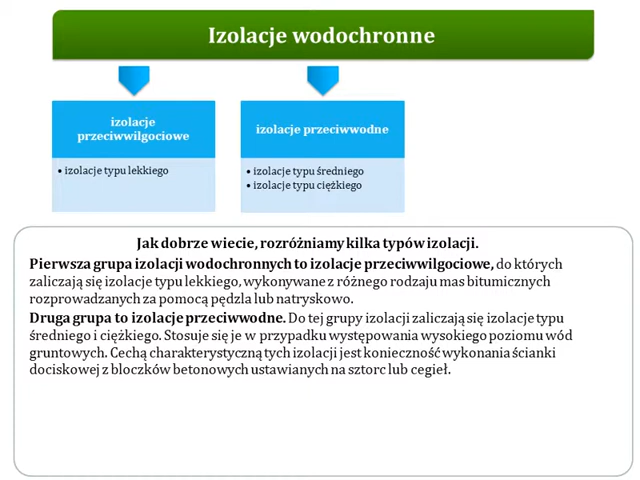 Izolacje wodochronne
izolacje
przeciwwilgociowe
• izolacje typu lekkiego
izolacje przeciwwodne
• izolacje typu średniego
• izolacje typu ciężkiego
Jak dobrze wiecie, rozróżniamy kilka typów izolacji.
Pierwsza grupa izolacji wodochronnych to izolacje przeciwwilgociowe, do których
zaliczają się izolacje typu lekkiego, wykonywane z różnego rodzaju mas bitumicznych
rozprowadzanych za pomocą pędzla lub natryskowo.
Druga grupa to izolacje przeciwwodne. Do tej grupy izolacji zaliczają się izolacje typu
średniego i ciężkiego. Stosuje się je w przypadku występowania wysokiego poziomu wód
gruntowych. Cechą charakterystyczną tych izolacji jest konieczność wykonania ścianki
dociskowej z bloczków betonowych ustawianych na sztorc lub cegieł.